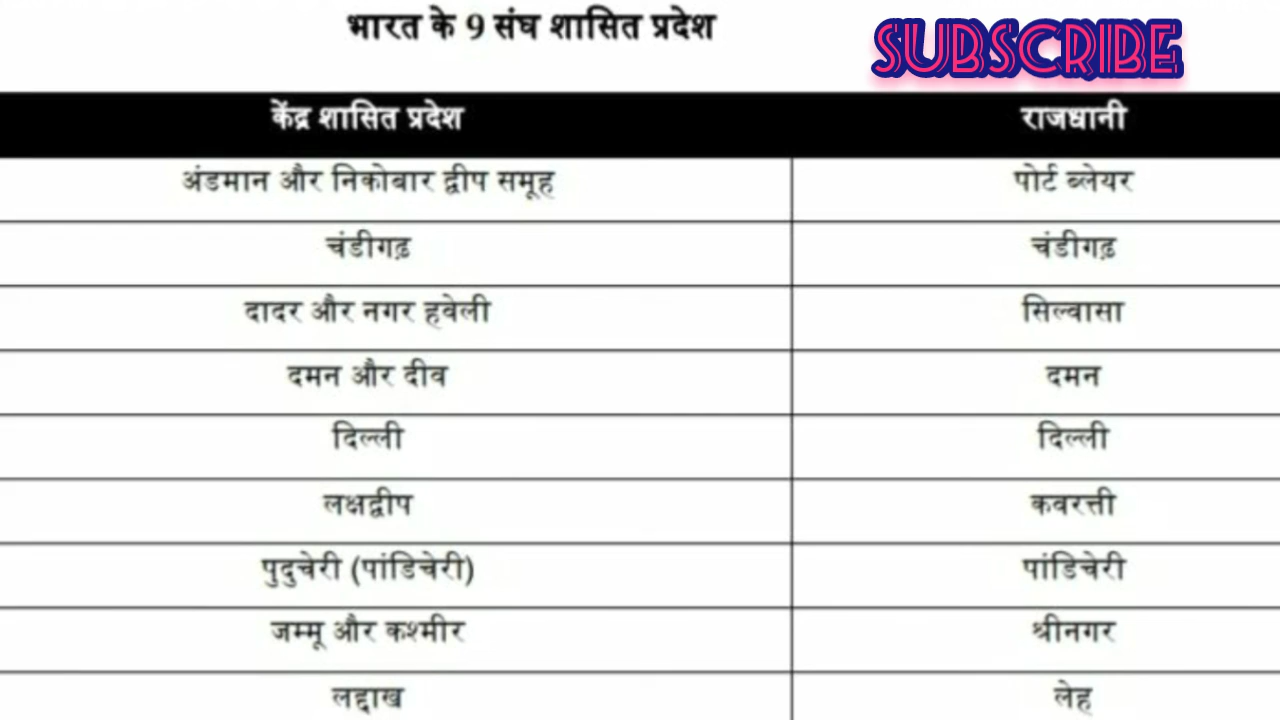 भारत के 9 संघ शासित प्रदेश
SUBSCRIBE
केंद्र शासित प्रदेश राजधानी
अंडमान और निकोबार द्वीप समूह पोर्ट ब्लेयर
चंडीगढ़ चंडीगढ़
दादर और नगर हवेली सिल्वासा
दमन और दीव दमन
दिल्ली दिल्ली
लक्षद्वीप कवरत्ती
पुदुचेरी (पांडिचेरी) पांडिचेरी
जम्मू और कश्मीर श्रीनगर
लद्दाख लेह